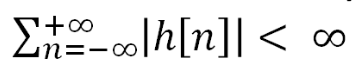 ∑_{n=-∞}^{+∞}|h[n]| < ∞